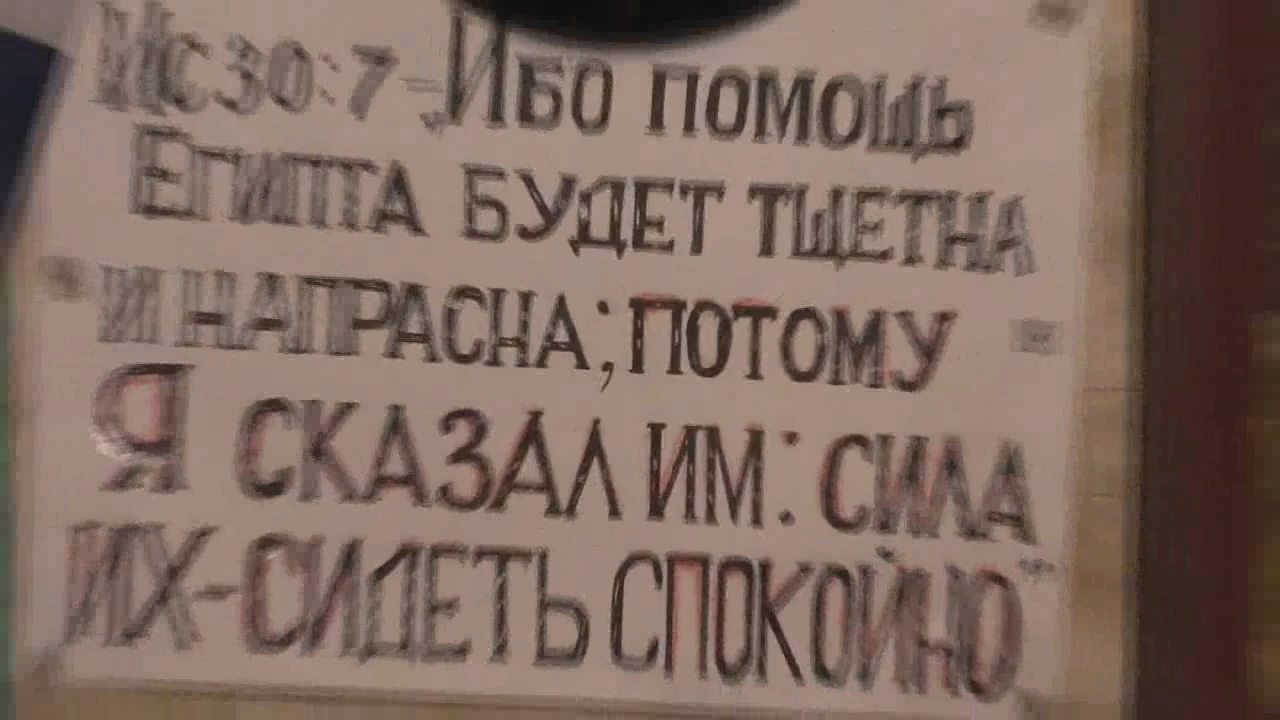 Ис 30:7-„Ибо помощь
Египта будет тщетна
и напрасна; потому
Я сказал им: сила
их-сидеть спокойно“